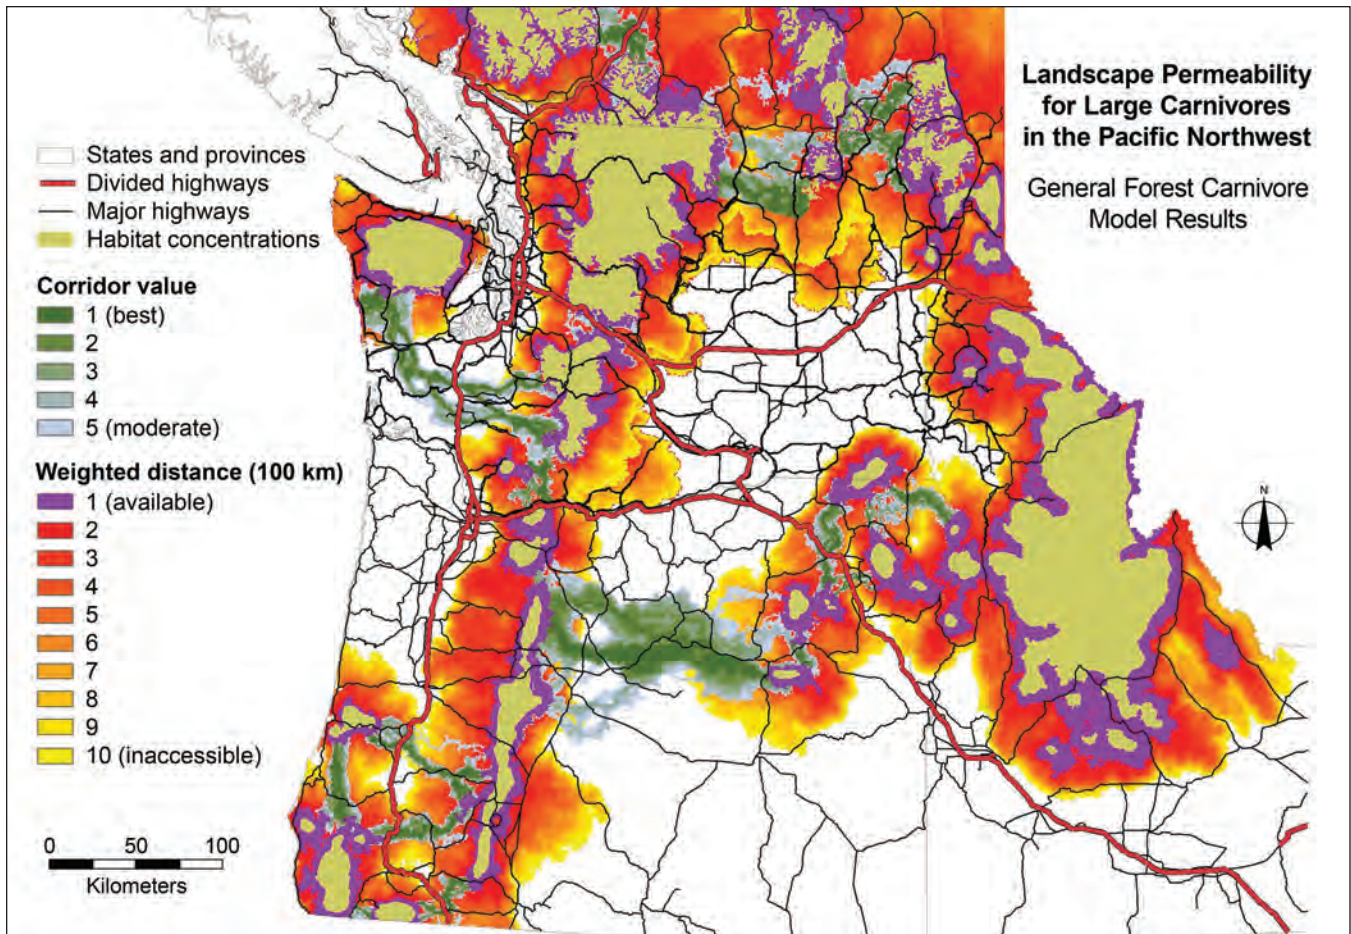 Landscape Permeability
for Large Carnivores
in the Pacific Northwest
General Forest Carnivore
Model Results
States and provinces
Divided highways
Major highways
Habitat concentrations
Corridor value
1 (best)
2
3
4
5 (moderate)
Weighted distance (100 km)
1 (available)
2
3
4
5
6
7
8
9
10 (inaccessible)
N
0 50 100
Kilometers